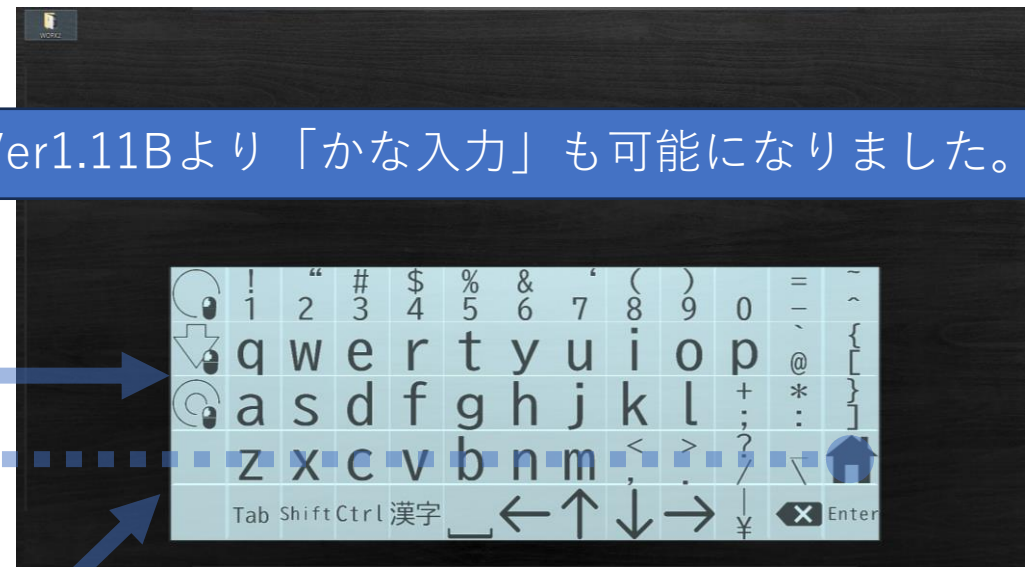 WORK2
Ver1.11Bより「かな入力」も可能になりました。
! “ # $ % & ‘ ( ) = ~
1 2 3 4 5 6 7 8 9 0 - ^
q w e r t y u i o p ` @ { [
a s d f g h j k l + ; * : } ]
z x c v b n m < , > . ? / _ \
Tab Shift Ctrl 漢字 ← ↑ ↓ → | ¥ Enter